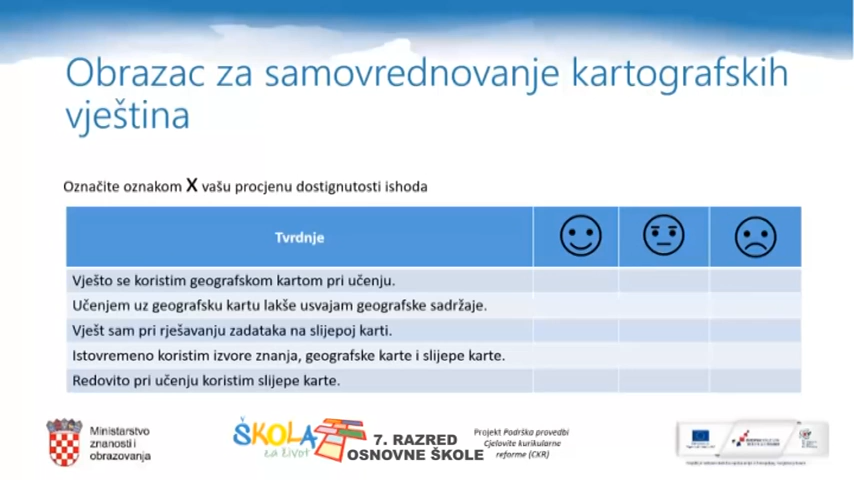 Obrazac za samovrednovanje kartografskih
vještina
Označite oznakom X vašu procjenu dostignutosti ishoda
Tvrdnje
Vješto se koristim geografskom kartom pri učenju.
Učenjem uz geografsku kartu lakše usvajam geografske sadržaje.
Vješt sam pri rješavanju zadataka na slijepoj karti.
Istovremeno koristim izvore znanja, geografske karte i slijepe karte.
Redovito pri učenju koristim slijepe karte.
Ministarstvo
znanosti i
obrazovanja
ŠKOLA
za život
7. RAZRED
OSNOVNE ŠKOLE
Projekt Podrška provedbi
Cjelovite kurikularne
reforme (CKR)